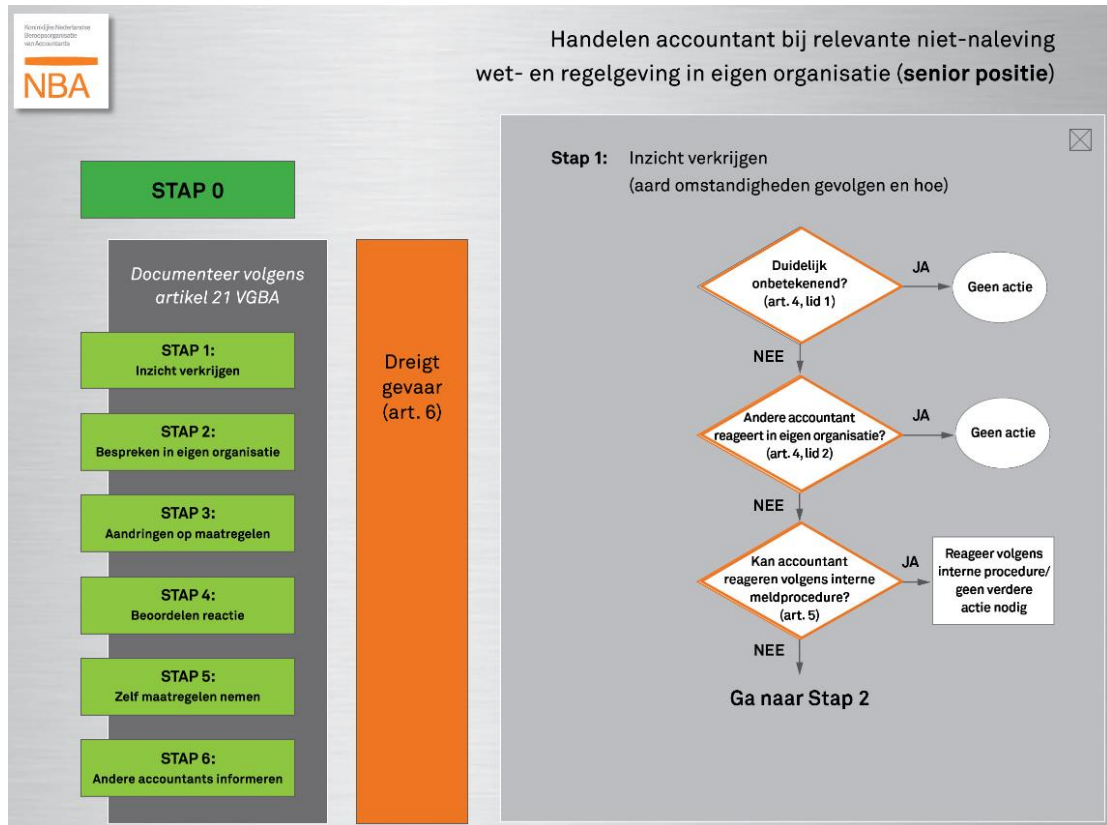 Koninklijke Nederlandse
Beroepsorganisatie
van Accountants
NBA
Handelen accountant bij relevante niet-naleving
wet- en regelgeving in eigen organisatie (senior positie)
STAP 0
Documenteer volgens
artikel 21 VGBA
STAP 1:
Inzicht verkrijgen
STAP 2:
Bespreken in eigen organisatie
STAP 3:
Aandringen op maatregelen
STAP 4:
Beoordelen reactie
STAP 5:
Zelf maatregelen nemen
STAP 6:
Andere accountants informeren
Dreigt
gevaar
(art. 6)
Stap 1: Inzicht verkrijgen
(aard omstandigheden gevolgen en hoe)
Duidelijk
onbetekenend?
(art. 4, lid 1)
JA
Geen actie
NEE
Andere accountant
reageert in eigen organisatie?
(art. 4, lid 2)
JA
Geen actie
NEE
Kan accountant
reageren volgens interne
meldprocedure?
(art. 5)
JA
Reageer volgens
interne procedure/
geen verdere
actie nodig
NEE
Ga naar Stap 2